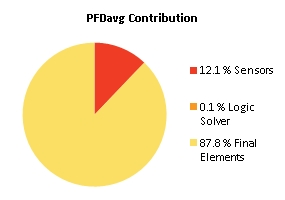 PFDavg Contribution
12.1 % Sensors
0.1 % Logic
Solver
87.8 % Final
Elements